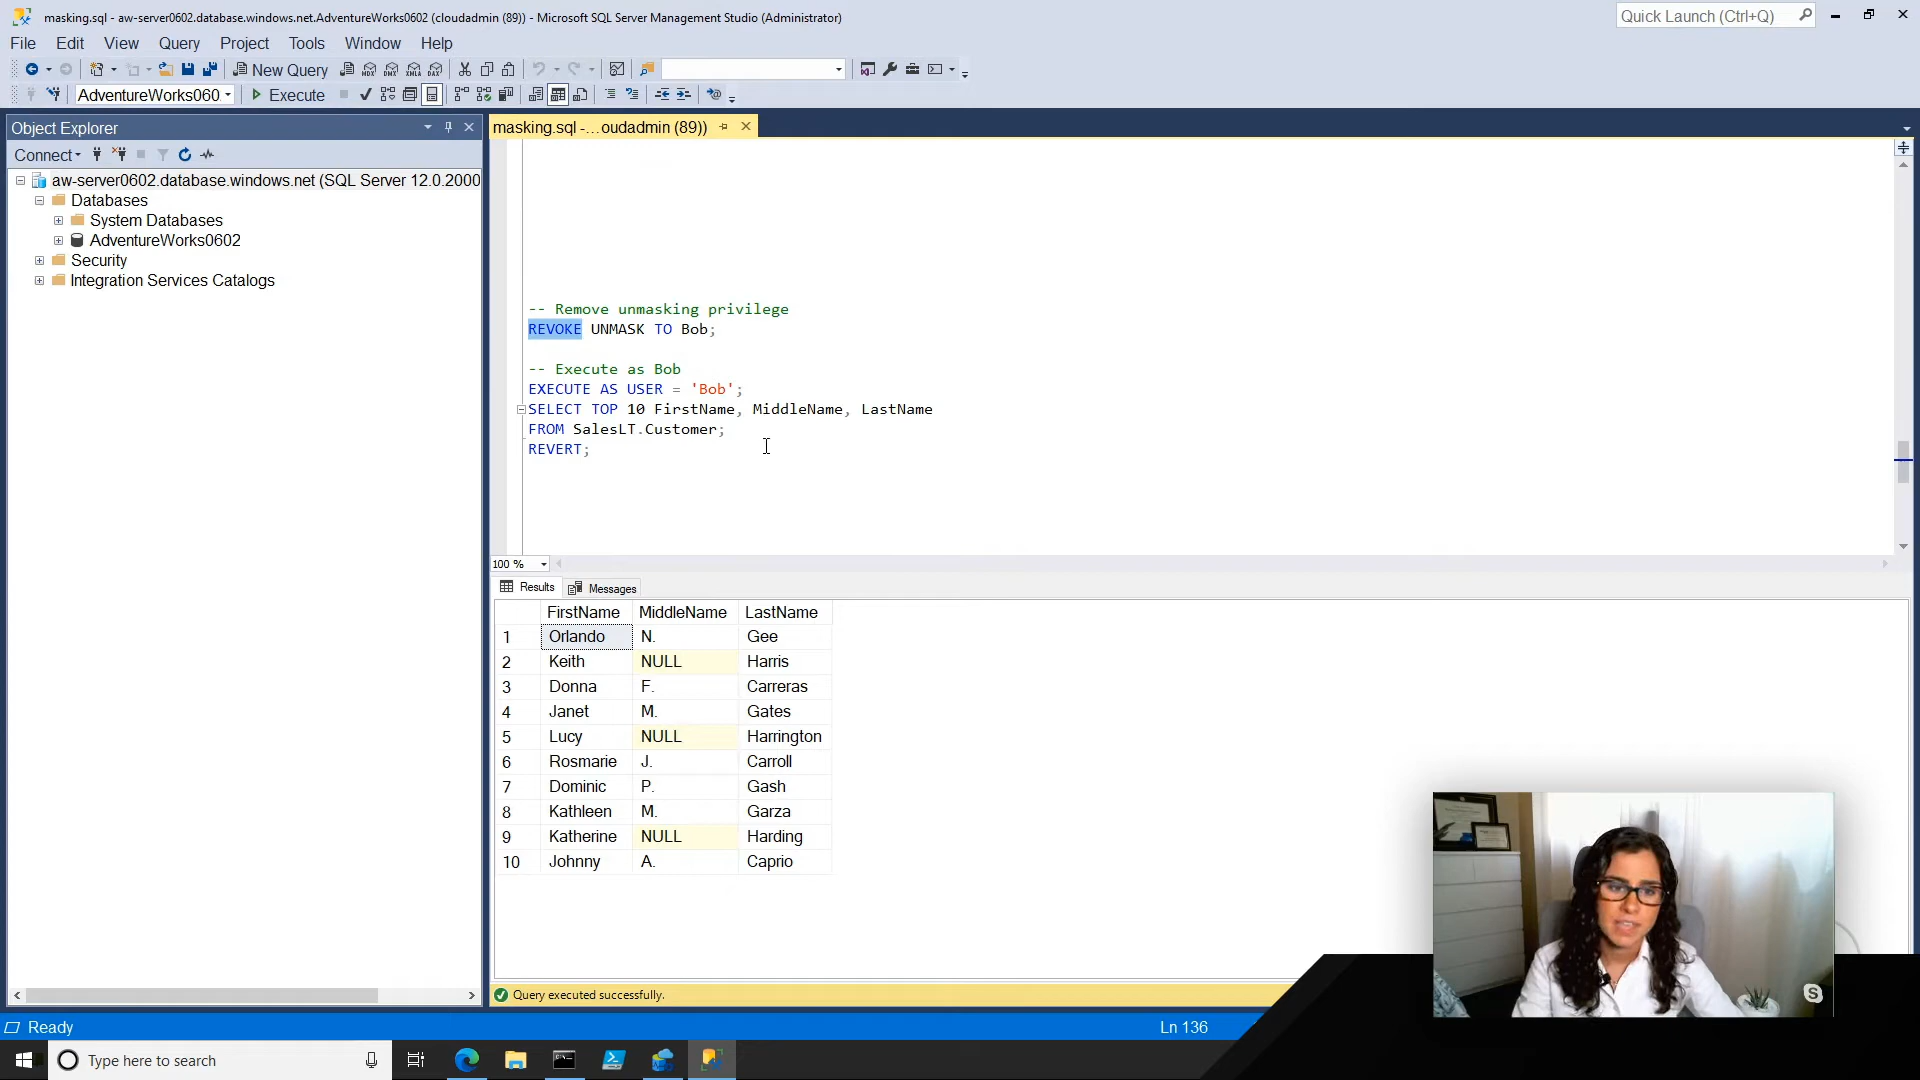 masking.sql - aw-server0602.database.windows.net.AdventureWorks0602 (cloudadmin (89)) - Microsoft SQL Server Management Studio (Administrator)
Quick Launch (Ctrl+Q)
File Edit View Query Project Tools Window Help
New Query
AdventureWorks060
Execute
Object Explorer
masking.sql -...oudadmin (89))
Connect
aw-server0602.database.windows.net (SQL Server 12.0.2000
Databases
System Databases
AdventureWorks0602
Security
Integration Services Catalogs
-- Remove unmasking privilege
REVOKE UNMASK TO Bob;
-- Execute as Bob
EXECUTE AS USER = 'Bob';
SELECT TOP 10 FirstName, MiddleName, LastName
FROM SalesLT.Customer;
REVERT;
100 %
Results Messages
FirstName MiddleName LastName
1 Orlando N. Gee
2 Keith NULL Harris
3 Donna F. Carreras
4 Janet M. Gates
5 Lucy NULL Harrington
6 Rosmarie J. Carroll
7 Dominic P. Gash
8 Kathleen M. Garza
9 Katherine NULL Harding
10 Johnny A. Caprio
Query executed successfully.
Ready
Ln 136
Type here to search